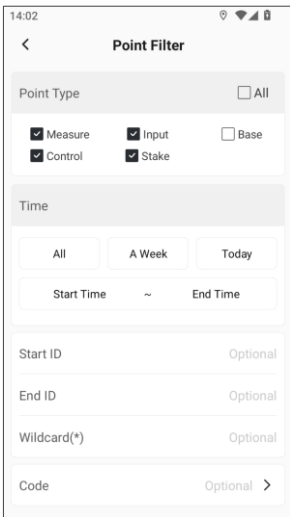 14:02
Point Filter
Point Type All
Measure Input Base
Control Stake
Time
All A Week Today
Start Time ~ End Time
Start ID Optional
End ID Optional
Wildcard(*) Optional
Code Optional